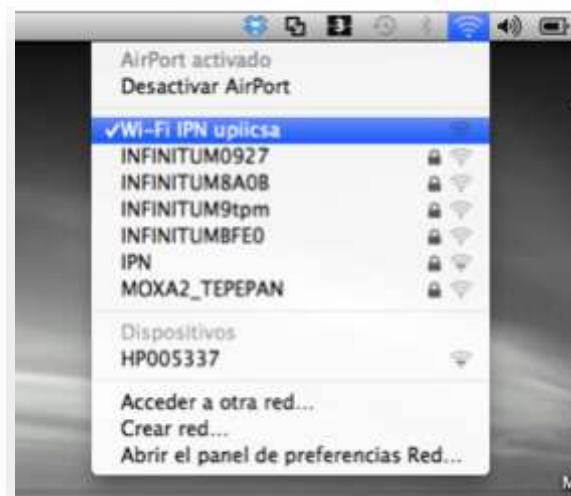 AirPort activado
Desactivar AirPort
Wi-Fi IPN upiicsa
INFINITUM0927
INFINITUM8A0B
INFINITUM9tpm
INFINITUMBFE0
IPN
MOXA2_TEPEPAN
Dispositivos
HP005337
Acceder a otra red...
Crear red...
Abrir el panel de preferencias Red...